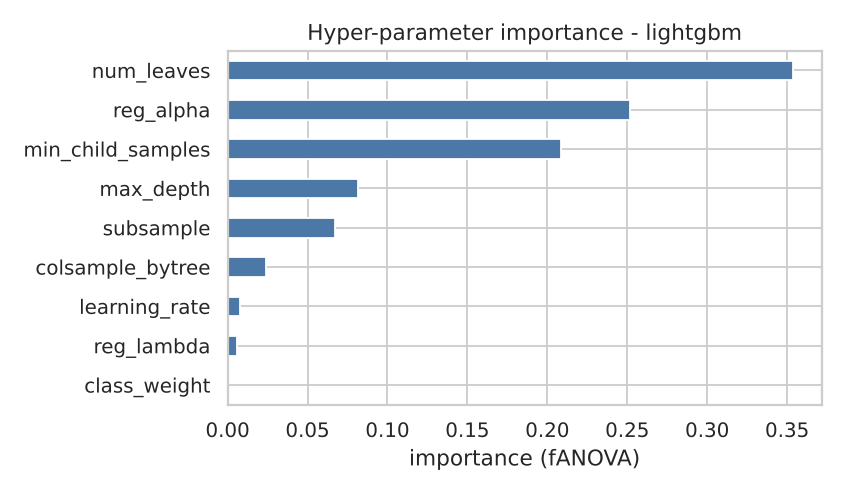 Hyper-parameter importance - lightgbm
num_leaves
reg_alpha
min_child_samples
max_depth
subsample
colsample_bytree
learning_rate
reg_lambda
class_weight
0.00 0.05 0.10 0.15 0.20 0.25 0.30 0.35
importance (fANOVA)